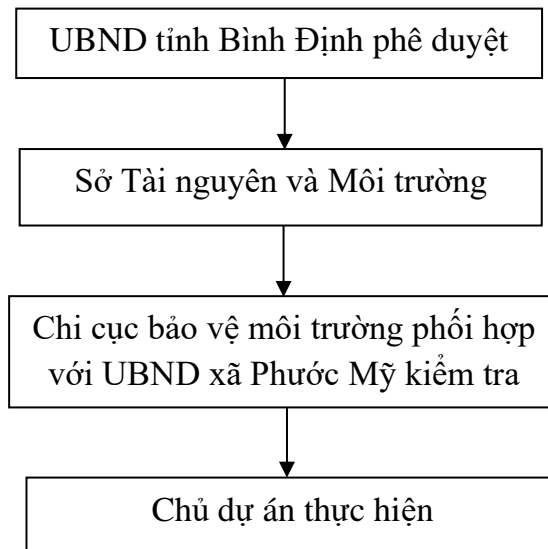 UBND tỉnh Bình Định phê duyệt
Sở Tài nguyên và Môi trường
Chi cục bảo vệ môi trường phối hợp
với UBND xã Phước Mỹ kiểm tra
Chủ dự án thực hiện